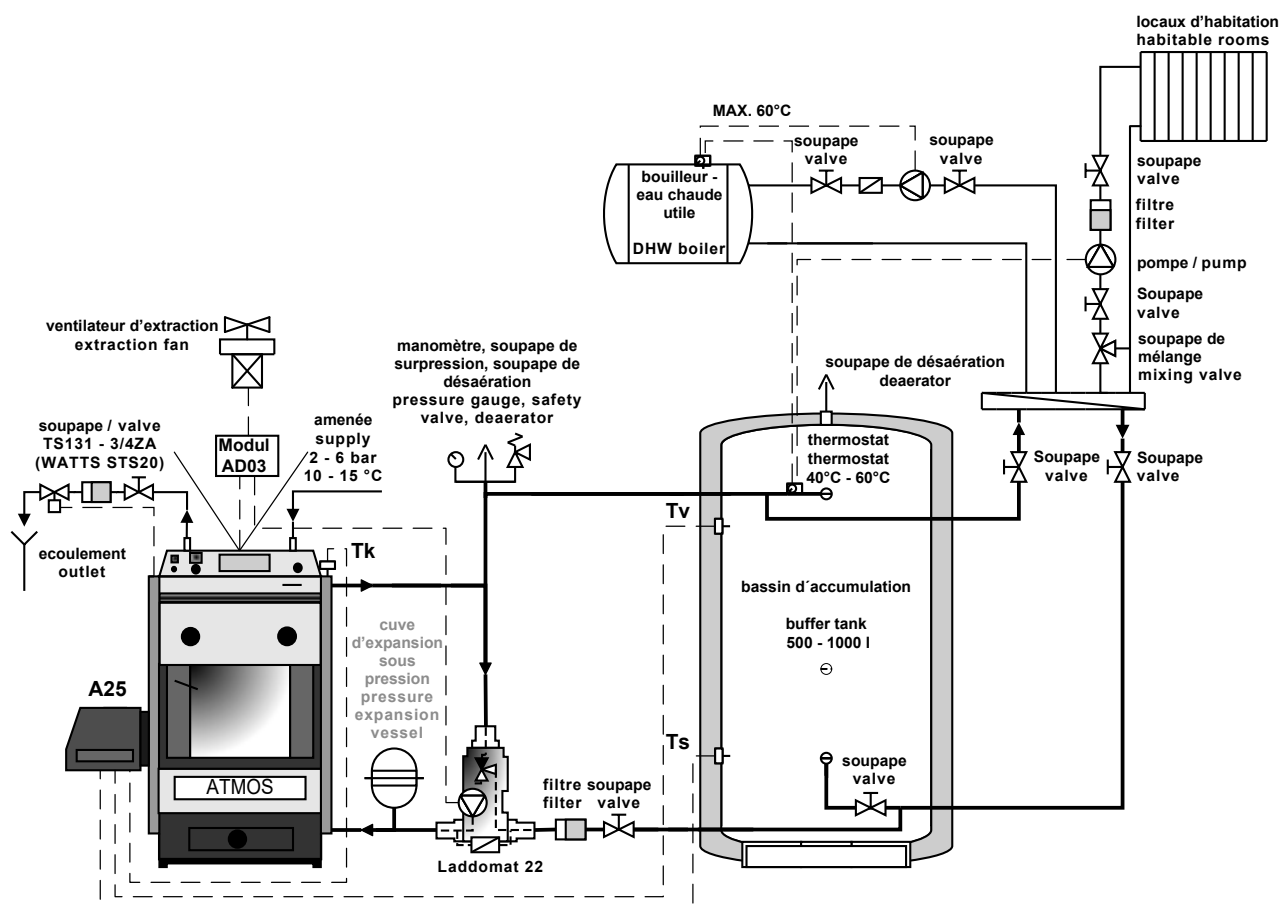 locaux d'habitation
habitable rooms
MAX. 60°C
soupape
valve
soupape
valve
soupape
valve
bouilleur -
eau chaude
utile
DHW boiler
filtre
filter
pompe / pump
Soupape
valve
soupape de
mélange
mixing valve
ventilateur d'extraction
extraction fan
manomètre, soupape de
surpression, soupape de
désaération
pressure gauge, safety
valve, deaerator
soupape de désaération
deaerator
soupape / valve
TS131 - 3/4ZA
(WATTS STS20)
Modul
AD03
amenée
supply
2 - 6 bar
10 - 15 °C
thermostat
thermostat
40°C - 60°C
Soupape
valve
Soupape
valve
Tv
ecoulement
outlet
Tk
bassin d´accumulation
buffer tank
500 - 1000 l
cuve
d'expansion
sous
pression
pressure
expansion
vessel
A25
Ts
soupape
valve
ATMOS
filtre soupape
filter valve
Laddomat 22